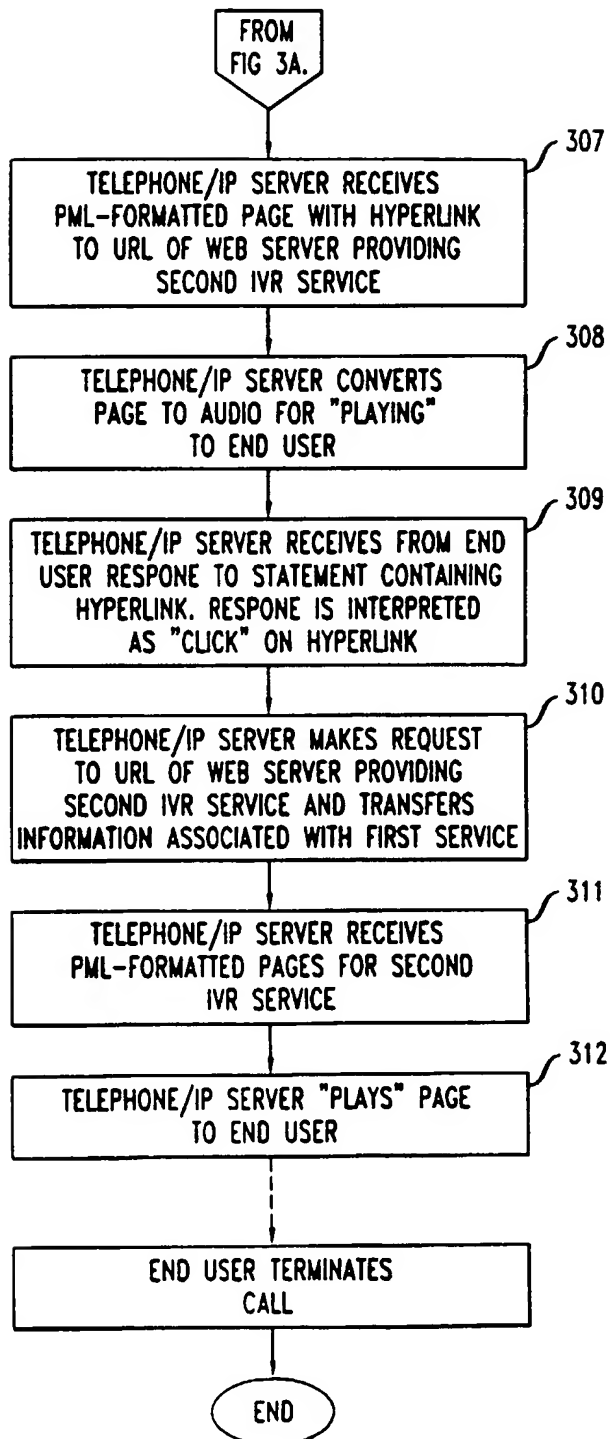 FROM
FIG 3A.
307
TELEPHONE/IP SERVER RECEIVES
PML-FORMATTED PAGE WITH HYPERLINK
TO URL OF WEB SERVER PROVIDING
SECOND IVR SERVICE
308
TELEPHONE/IP SERVER CONVERTS
PAGE TO AUDIO FOR "PLAYING"
TO END USER
309
TELEPHONE/IP SERVER RECEIVES FROM END
USER RESPONE TO STATEMENT CONTAINING
HYPERLINK. RESPONE IS INTERPRETED
AS "CLICK" ON HYPERLINK
310
TELEPHONE/IP SERVER MAKES REQUEST
TO URL OF WEB SERVER PROVIDING
SECOND IVR SERVICE AND TRANSFERS
INFORMATION ASSOCIATED WITH FIRST SERVICE
311
TELEPHONE/IP SERVER RECEIVES
PML-FORMATTED PAGES FOR SECOND
IVR SERVICE
312
TELEPHONE/IP SERVER "PLAYS" PAGE
TO END USER
END USER TERMINATES
CALL
END